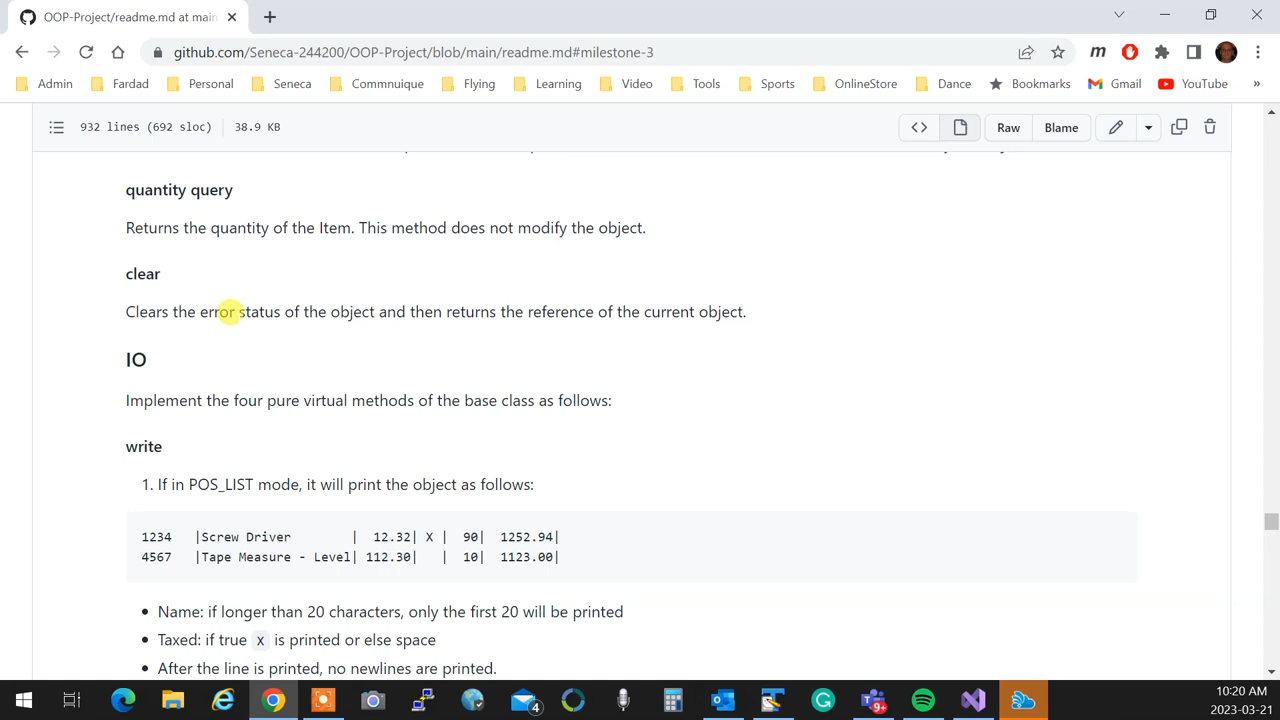 OOP-Project/readme.md at main
github.com/Seneca-244200/OOP-Project/blob/main/readme.md#milestone-3
Admin Fardad Personal Seneca Commnuique Flying Learning Video Tools Sports OnlineStore Dance Bookmarks Gmail YouTube »
932 lines (692 sloc) 38.9 KB Raw Blame
quantity query
Returns the quantity of the Item. This method does not modify the object.
clear
Clears the error status of the object and then returns the reference of the current object.
IO
Implement the four pure virtual methods of the base class as follows:
write
1. If in POS_LIST mode, it will print the object as follows:
1234   |Screw Driver        |  12.32| X |  90|  1252.94|
4567   |Tape Measure - Level| 112.30|   |  10|  1123.00|
• Name: if longer than 20 characters, only the first 20 will be printed
• Taxed: if true X is printed or else space
• After the line is printed, no newlines are printed.
4
9+
10:20 AM
2023-03-21